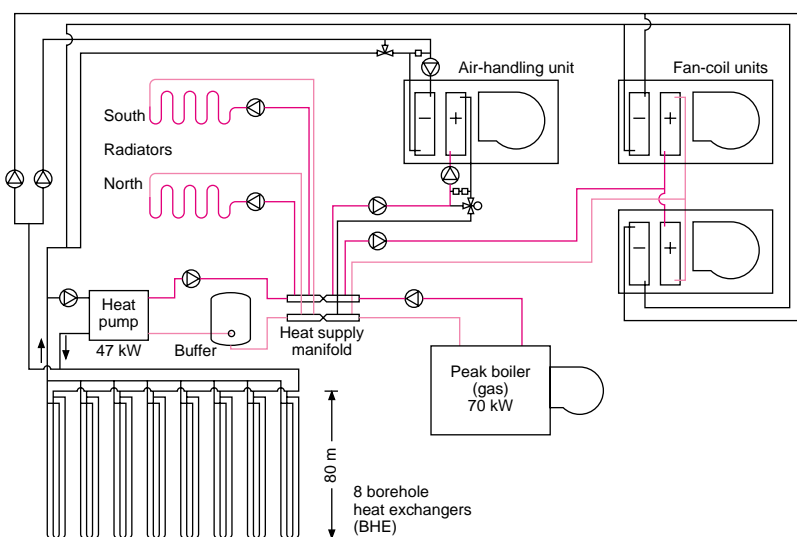 Air-handling unit
Fan-coil units
−
+
−
+
South
Radiators
North
−
+
Heat
pump
47 kW
Buffer
Heat supply
manifold
Peak boiler
(gas)
70 kW
80 m
8 borehole
heat exchangers
(BHE)